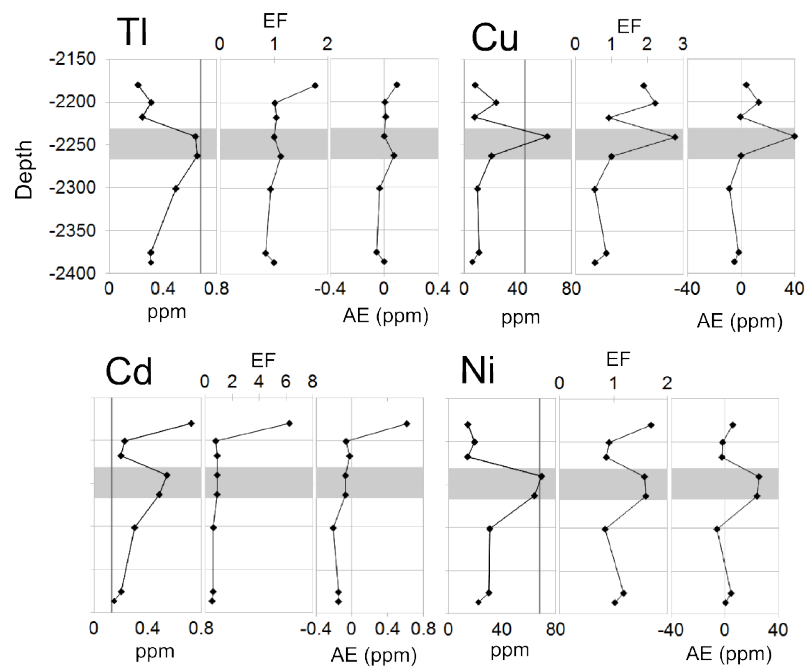 Tl
EF
0 1 2
Cu
EF
0 1 2 3
-2150
-2200
-2250
-2300
-2350
-2400
Depth
0 0.4 0.8
-0.4 0 0.4
0 40 80
-40 0 40
ppm
AE (ppm)
ppm
AE (ppm)
Cd
EF
0 2 4 6 8
Ni
EF
0 1 2
0 0.4 0.8
-0.4 0 0.4 0.8
0 40 80
-40 0 40
ppm
AE (ppm)
ppm
AE (ppm)